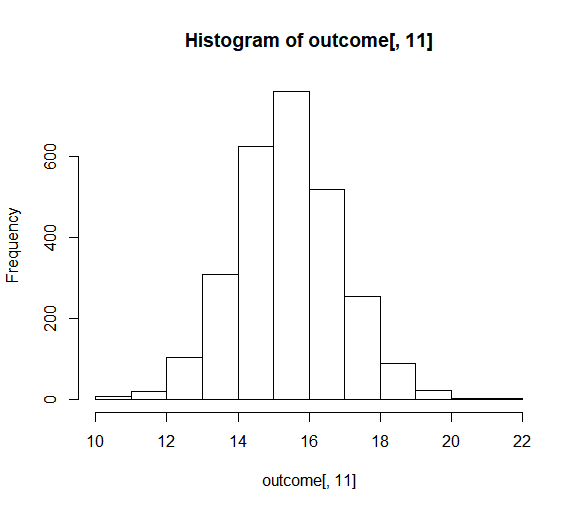 Histogram of outcome[, 11]
Frequency
600
400
200
0
10 12 14 16 18 20 22
outcome[, 11]